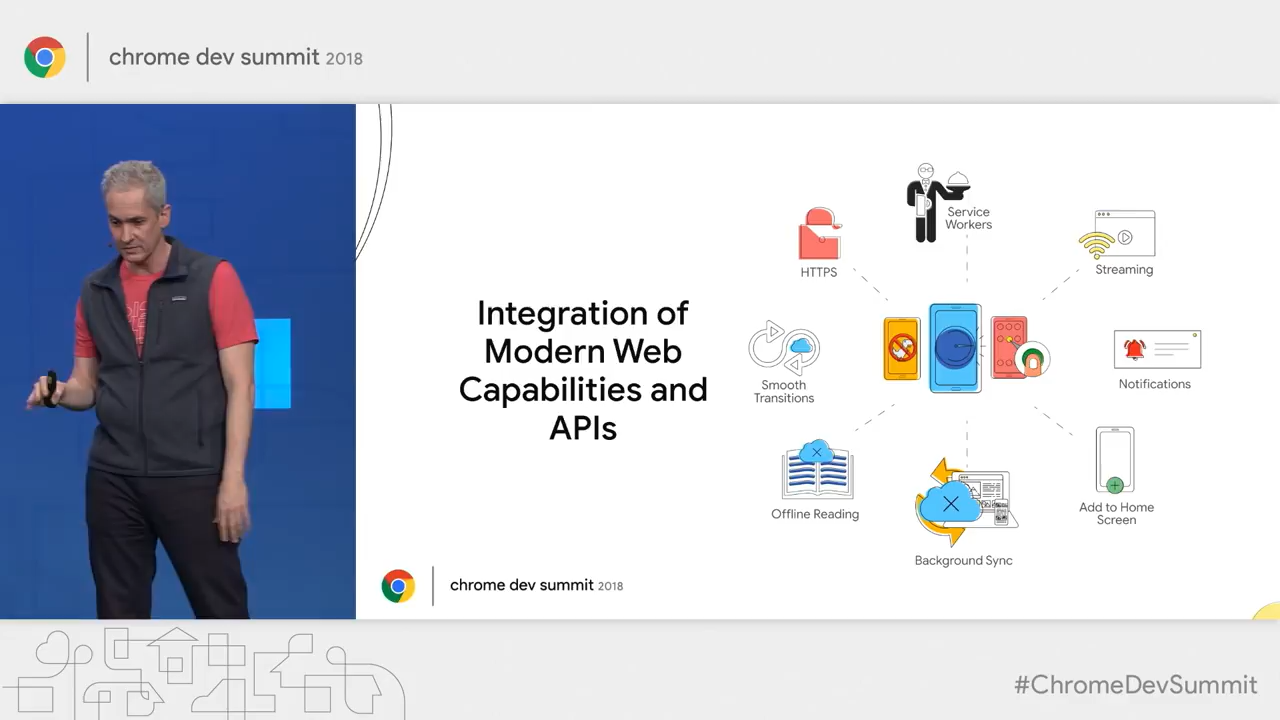 chrome dev summit 2018
Integration of
Modern Web
Capabilities and
APIs
Service
Workers
HTTPS
Streaming
Smooth
Transitions
Notifications
Offline Reading
Add to Home
Screen
Background Sync
chrome dev summit 2018
#ChromeDevSummit